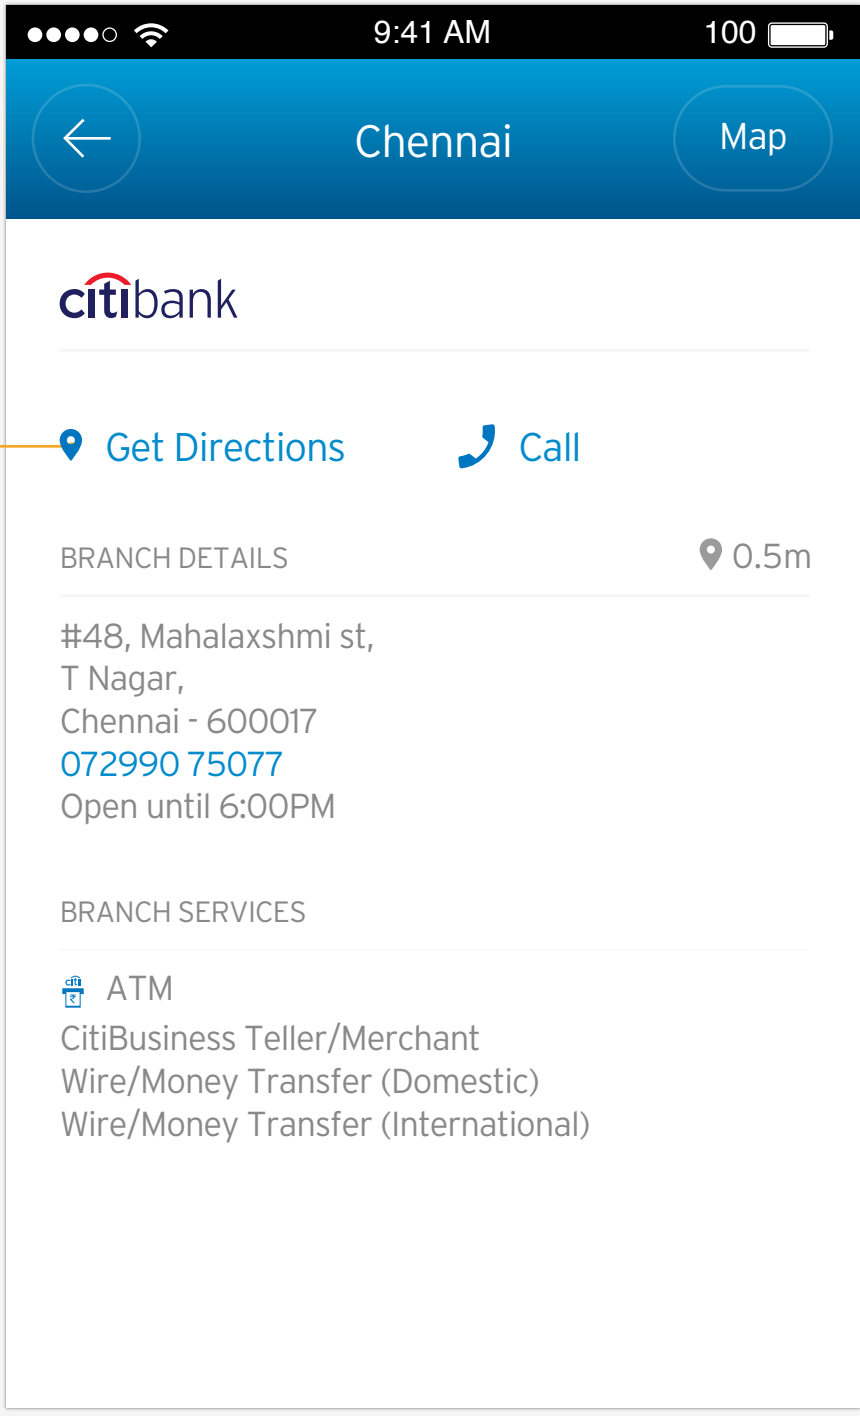 9:41 AM 100
Chennai Map
citibank
Get Directions Call
BRANCH DETAILS 0.5m
#48, Mahalaxshmi st,
T Nagar,
Chennai - 600017
072990 75077
Open until 6:00PM
BRANCH SERVICES
citi ₹ ATM
CitiBusiness Teller/Merchant
Wire/Money Transfer (Domestic)
Wire/Money Transfer (International)